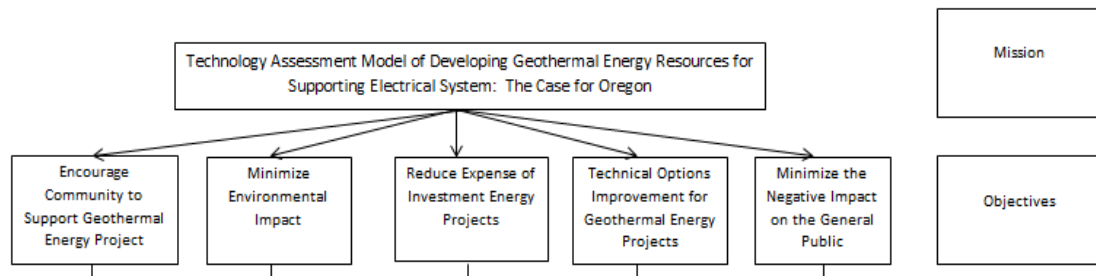 Technology Assessment Model of Developing Geothermal Energy Resources for
Supporting Electrical System: The Case for Oregon
Mission
Encourage
Community to
Support Geothermal
Energy Project
Minimize
Environmental
Impact
Reduce Expense of
Investment Energy
Projects
Technical Options
Improvement for
Geothermal Energy
Projects
Minimize the
Negative Impact
on the General
Public
Objectives